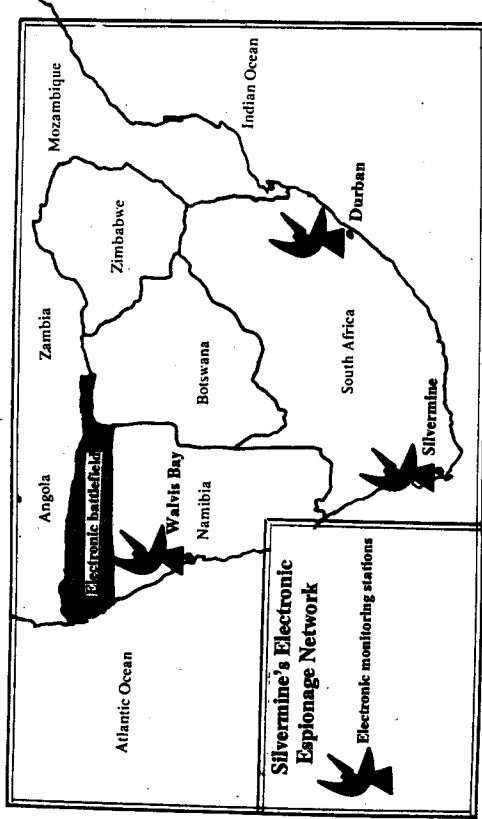 Mozambique
Zambia
Angola
Indian Ocean
Zimbabwe
Electronic battlefield
Botswana
Walvis Bay
Namibia
Durban
South Africa
Atlantic Ocean
Silvermine
Silvermine's Electronic
Espionage Network
Electronic monitoring stations